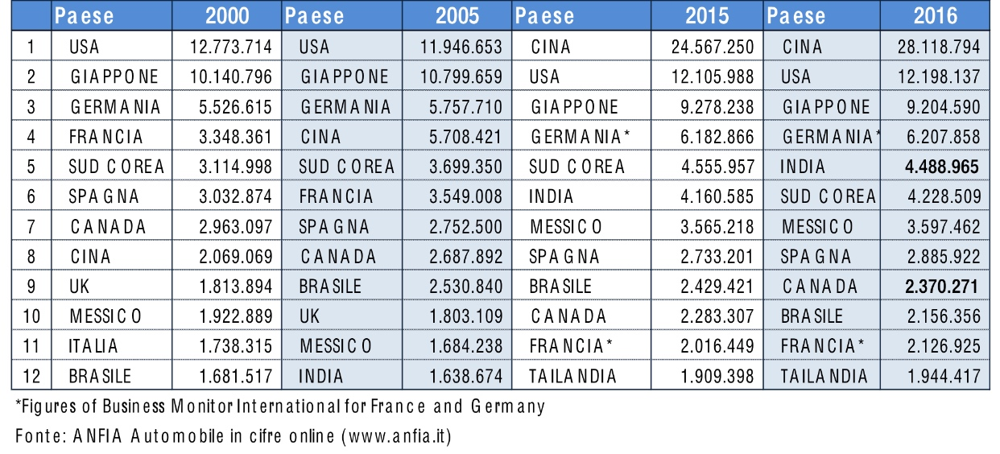 Paese 2000 Paese 2005 Paese 2015 Paese 2016
1 USA 12.773.714 USA 11.946.653 CINA 24.567.250 CINA 28.118.794
2 GIAPPONE 10.140.796 GIAPPONE 10.799.659 USA 12.105.988 USA 12.198.137
3 GERMANIA 5.526.615 GERMANIA 5.757.710 GIAPPONE 9.278.238 GIAPPONE 9.204.590
4 FRANCIA 3.348.361 CINA 5.708.421 GERMANIA* 6.182.866 GERMANIA* 6.207.858
5 SUD COREA 3.114.998 SUD COREA 3.699.350 SUD COREA 4.555.957 INDIA 4.488.965
6 SPAGNA 3.032.874 FRANCIA 3.549.008 INDIA 4.160.585 SUD COREA 4.228.509
7 CANADA 2.963.097 SPAGNA 2.752.500 MESSICO 3.565.218 MESSICO 3.597.462
8 CINA 2.069.069 CANADA 2.687.892 SPAGNA 2.733.201 SPAGNA 2.885.922
9 UK 1.813.894 BRASILE 2.530.840 BRASILE 2.429.421 CANADA 2.370.271
10 MESSICO 1.922.889 UK 1.803.109 CANADA 2.283.307 BRASILE 2.156.356
11 ITALIA 1.738.315 MESSICO 1.684.238 FRANCIA* 2.016.449 FRANCIA* 2.126.925
12 BRASILE 1.681.517 INDIA 1.638.674 TAILANDIA 1.909.398 TAILANDIA 1.944.417
*Figures of Business Monitor International for France and Germany
Fonte: ANFIA Automobile in cifre online (www.anfia.it)